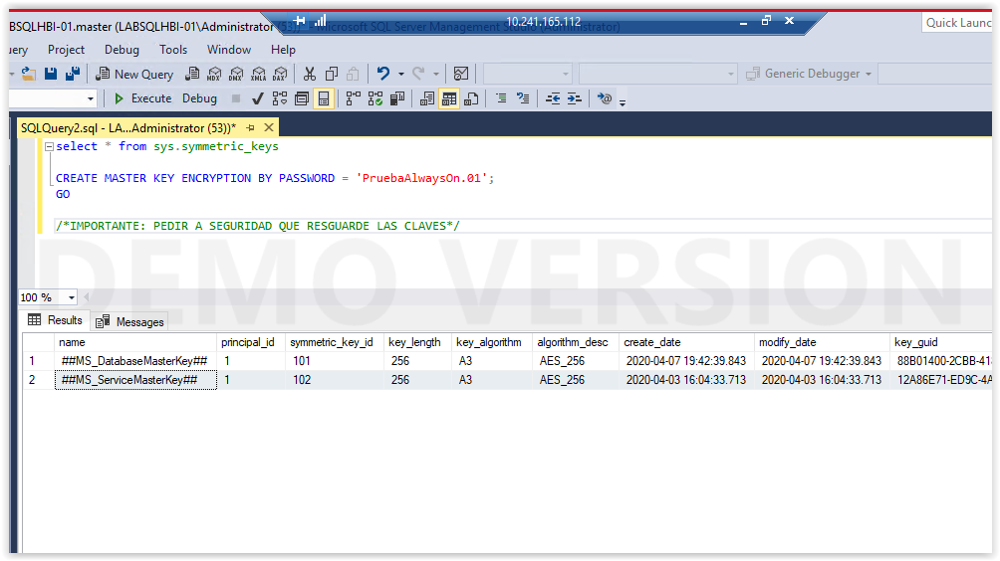 10.241.165.112
BSQLHBI-01.master (LABSQLHBI-01\Administrator (53))* - Microsoft SQL Server Management Studio (Administrator)
Quick Launc
uery Project Debug Tools Window Help
New Query MDX DMX XMLA DAX Generic Debugger
Execute Debug
SQLQuery2.sql - LA...Administrator (53))*
select * from sys.symmetric_keys
CREATE MASTER KEY ENCRYPTION BY PASSWORD = 'PruebaAlwaysOn.01';
GO
/*IMPORTANTE: PEDIR A SEGURIDAD QUE RESGUARDE LAS CLAVES*/
DEMO VERSION
100 %
Results Messages
name principal_id symmetric_key_id key_length key_algorithm algorithm_desc create_date modify_date key_guid
1 ##MS_DatabaseMasterKey## 1 101 256 A3 AES_256 2020-04-07 19:42:39.843 2020-04-07 19:42:39.843 88B01400-2CBB-418
2 ##MS_ServiceMasterKey## 1 102 256 A3 AES_256 2020-04-03 16:04:33.713 2020-04-03 16:04:33.713 12A86E71-ED9C-4A